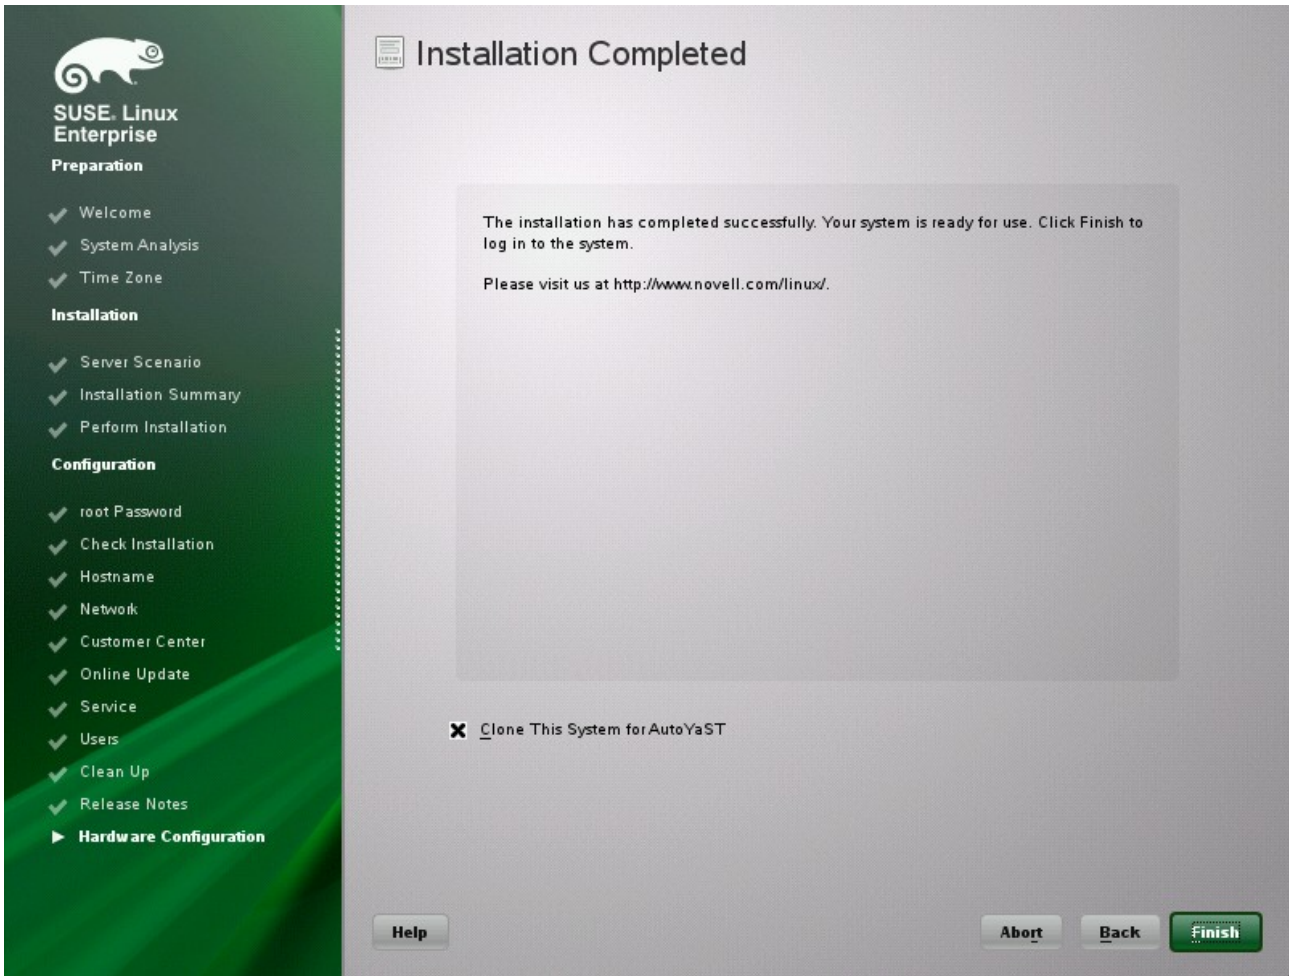 SUSE. Linux
Enterprise
Preparation
Welcome
System Analysis
Time Zone
Installation
Server Scenario
Installation Summary
Perform Installation
Configuration
root Password
Check Installation
Hostname
Network
Customer Center
Online Update
Service
Users
Clean Up
Release Notes
Hardware Configuration
Installation Completed
The installation has completed successfully. Your system is ready for use. Click Finish to
log in to the system.
Please visit us at http://www.novell.com/linux/.
Clone This System for AutoYaST
Help
Abort
Back
Finish